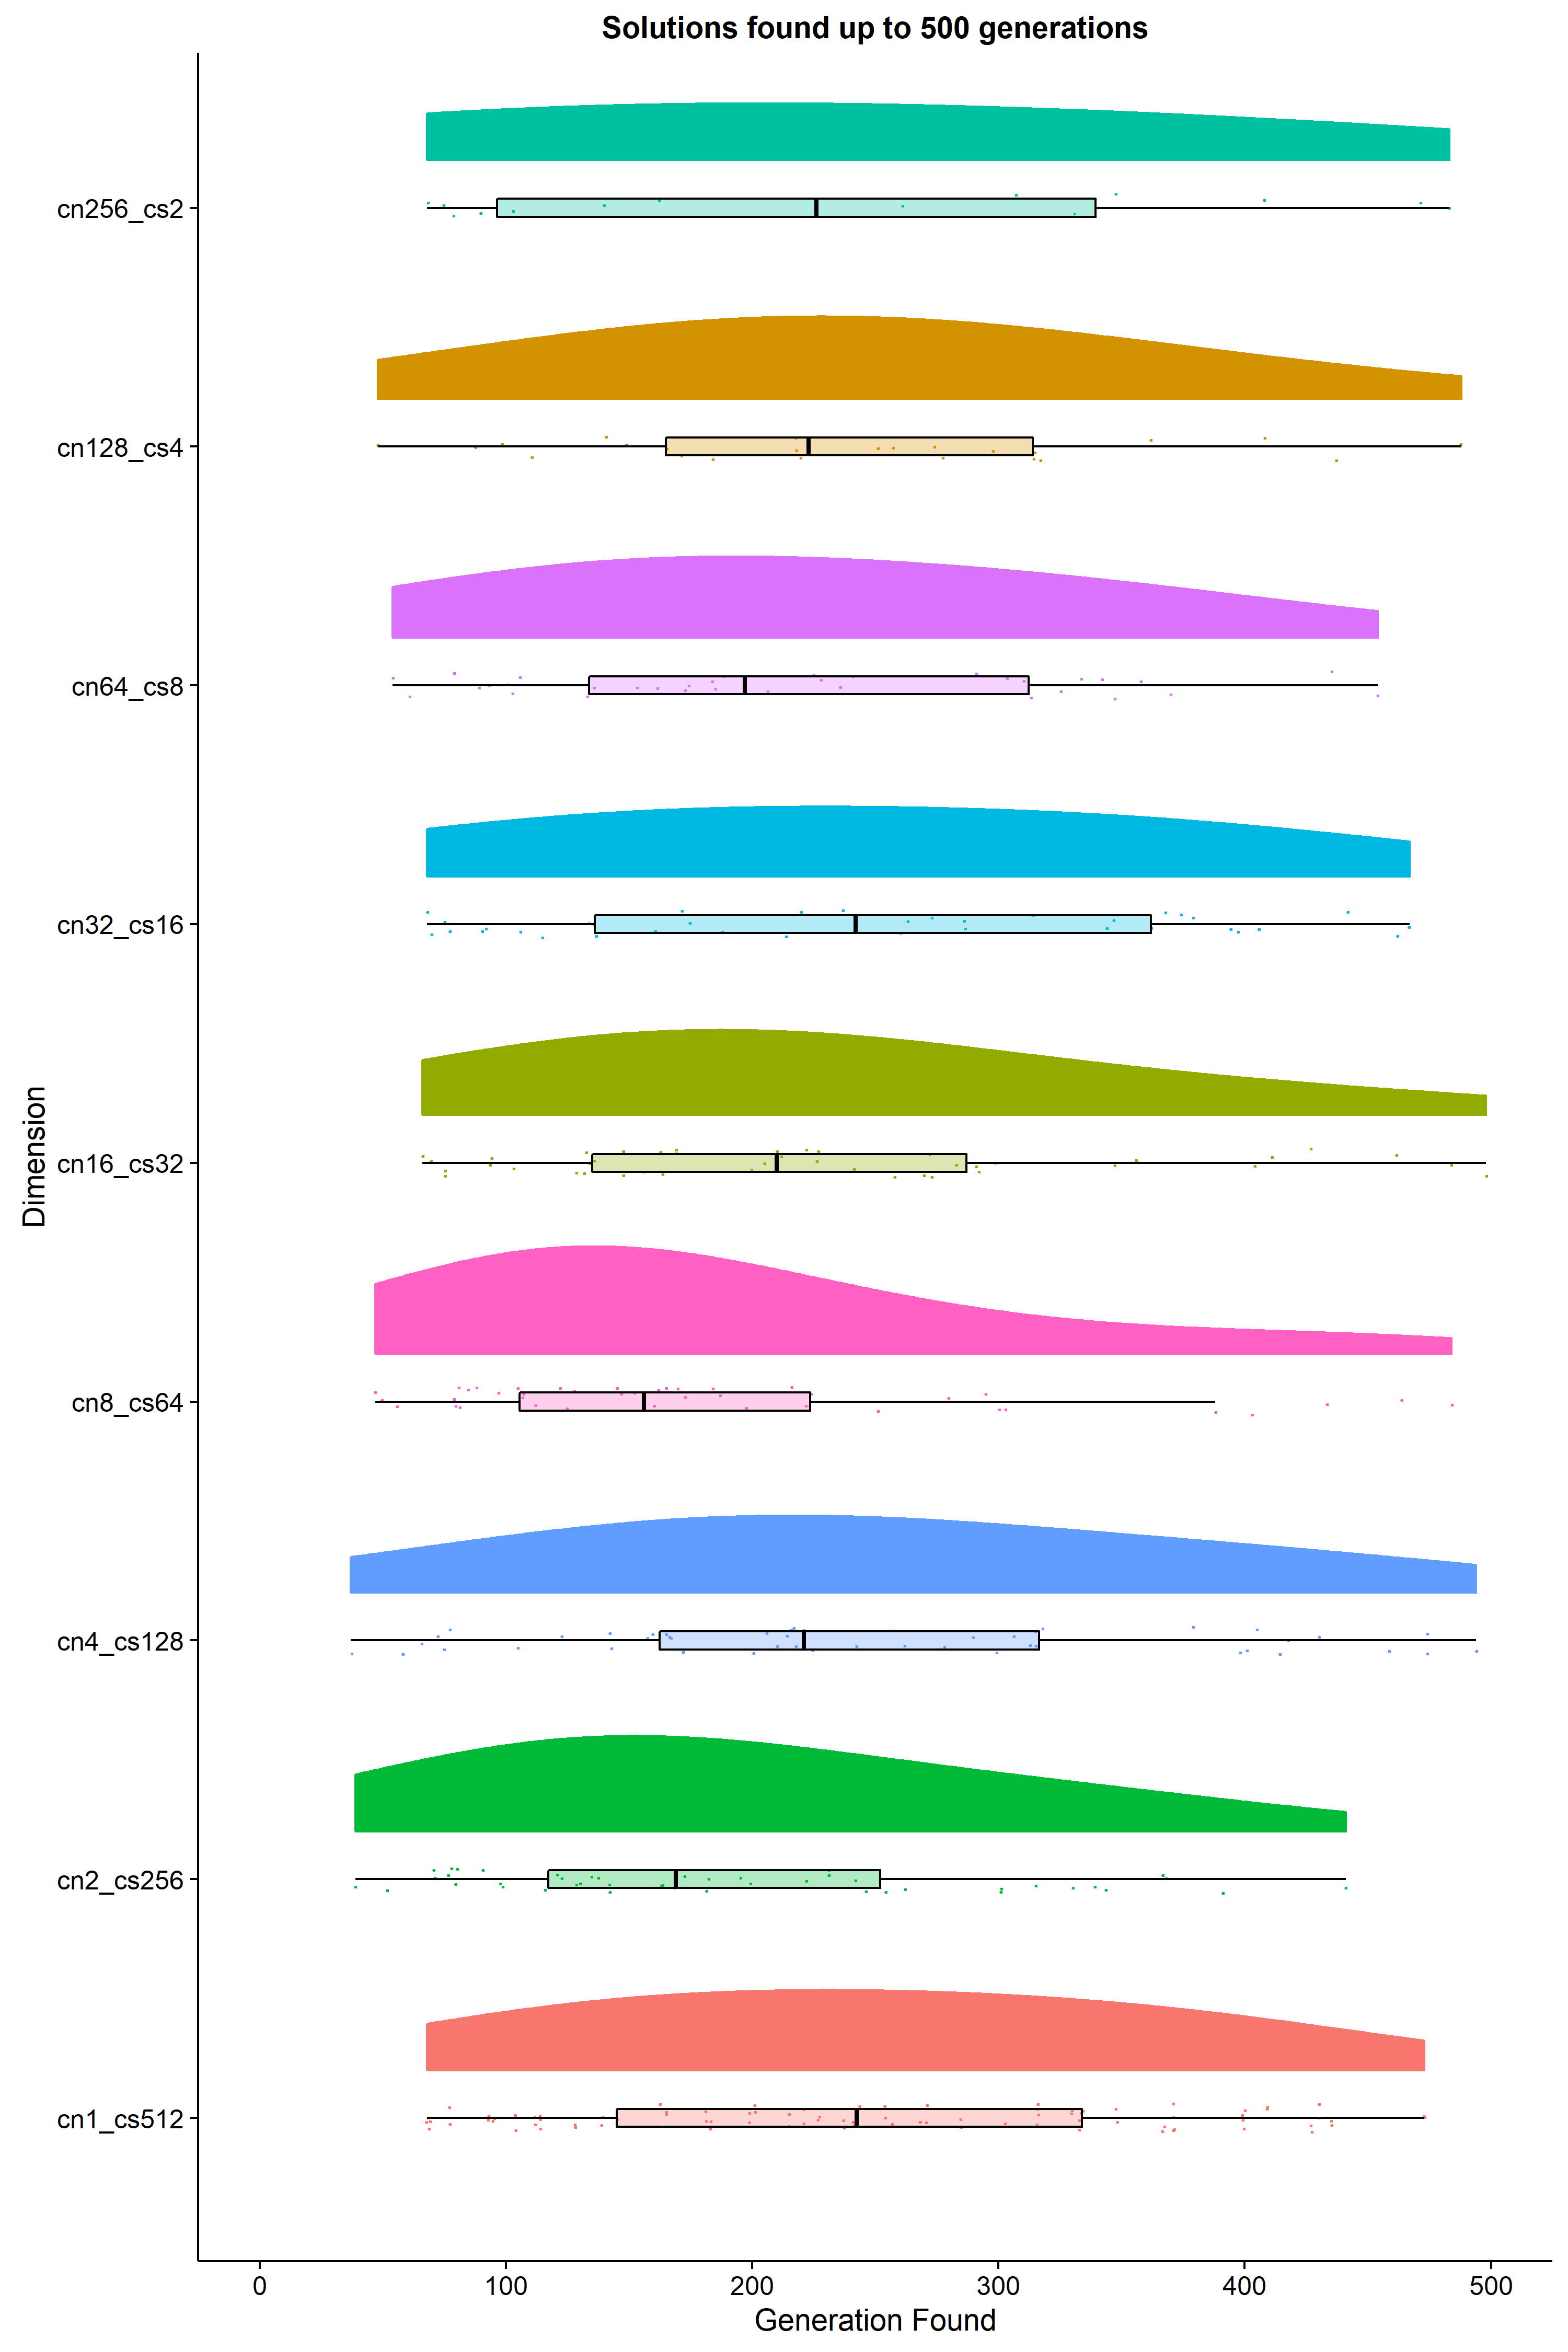 Solutions found up to 500 generations
cn256_cs2
cn128_cs4
cn64_cs8
cn32_cs16
cn16_cs32
cn8_cs64
cn4_cs128
cn2_cs256
cn1_cs512
Dimension
0 100 200 300 400 500
Generation Found